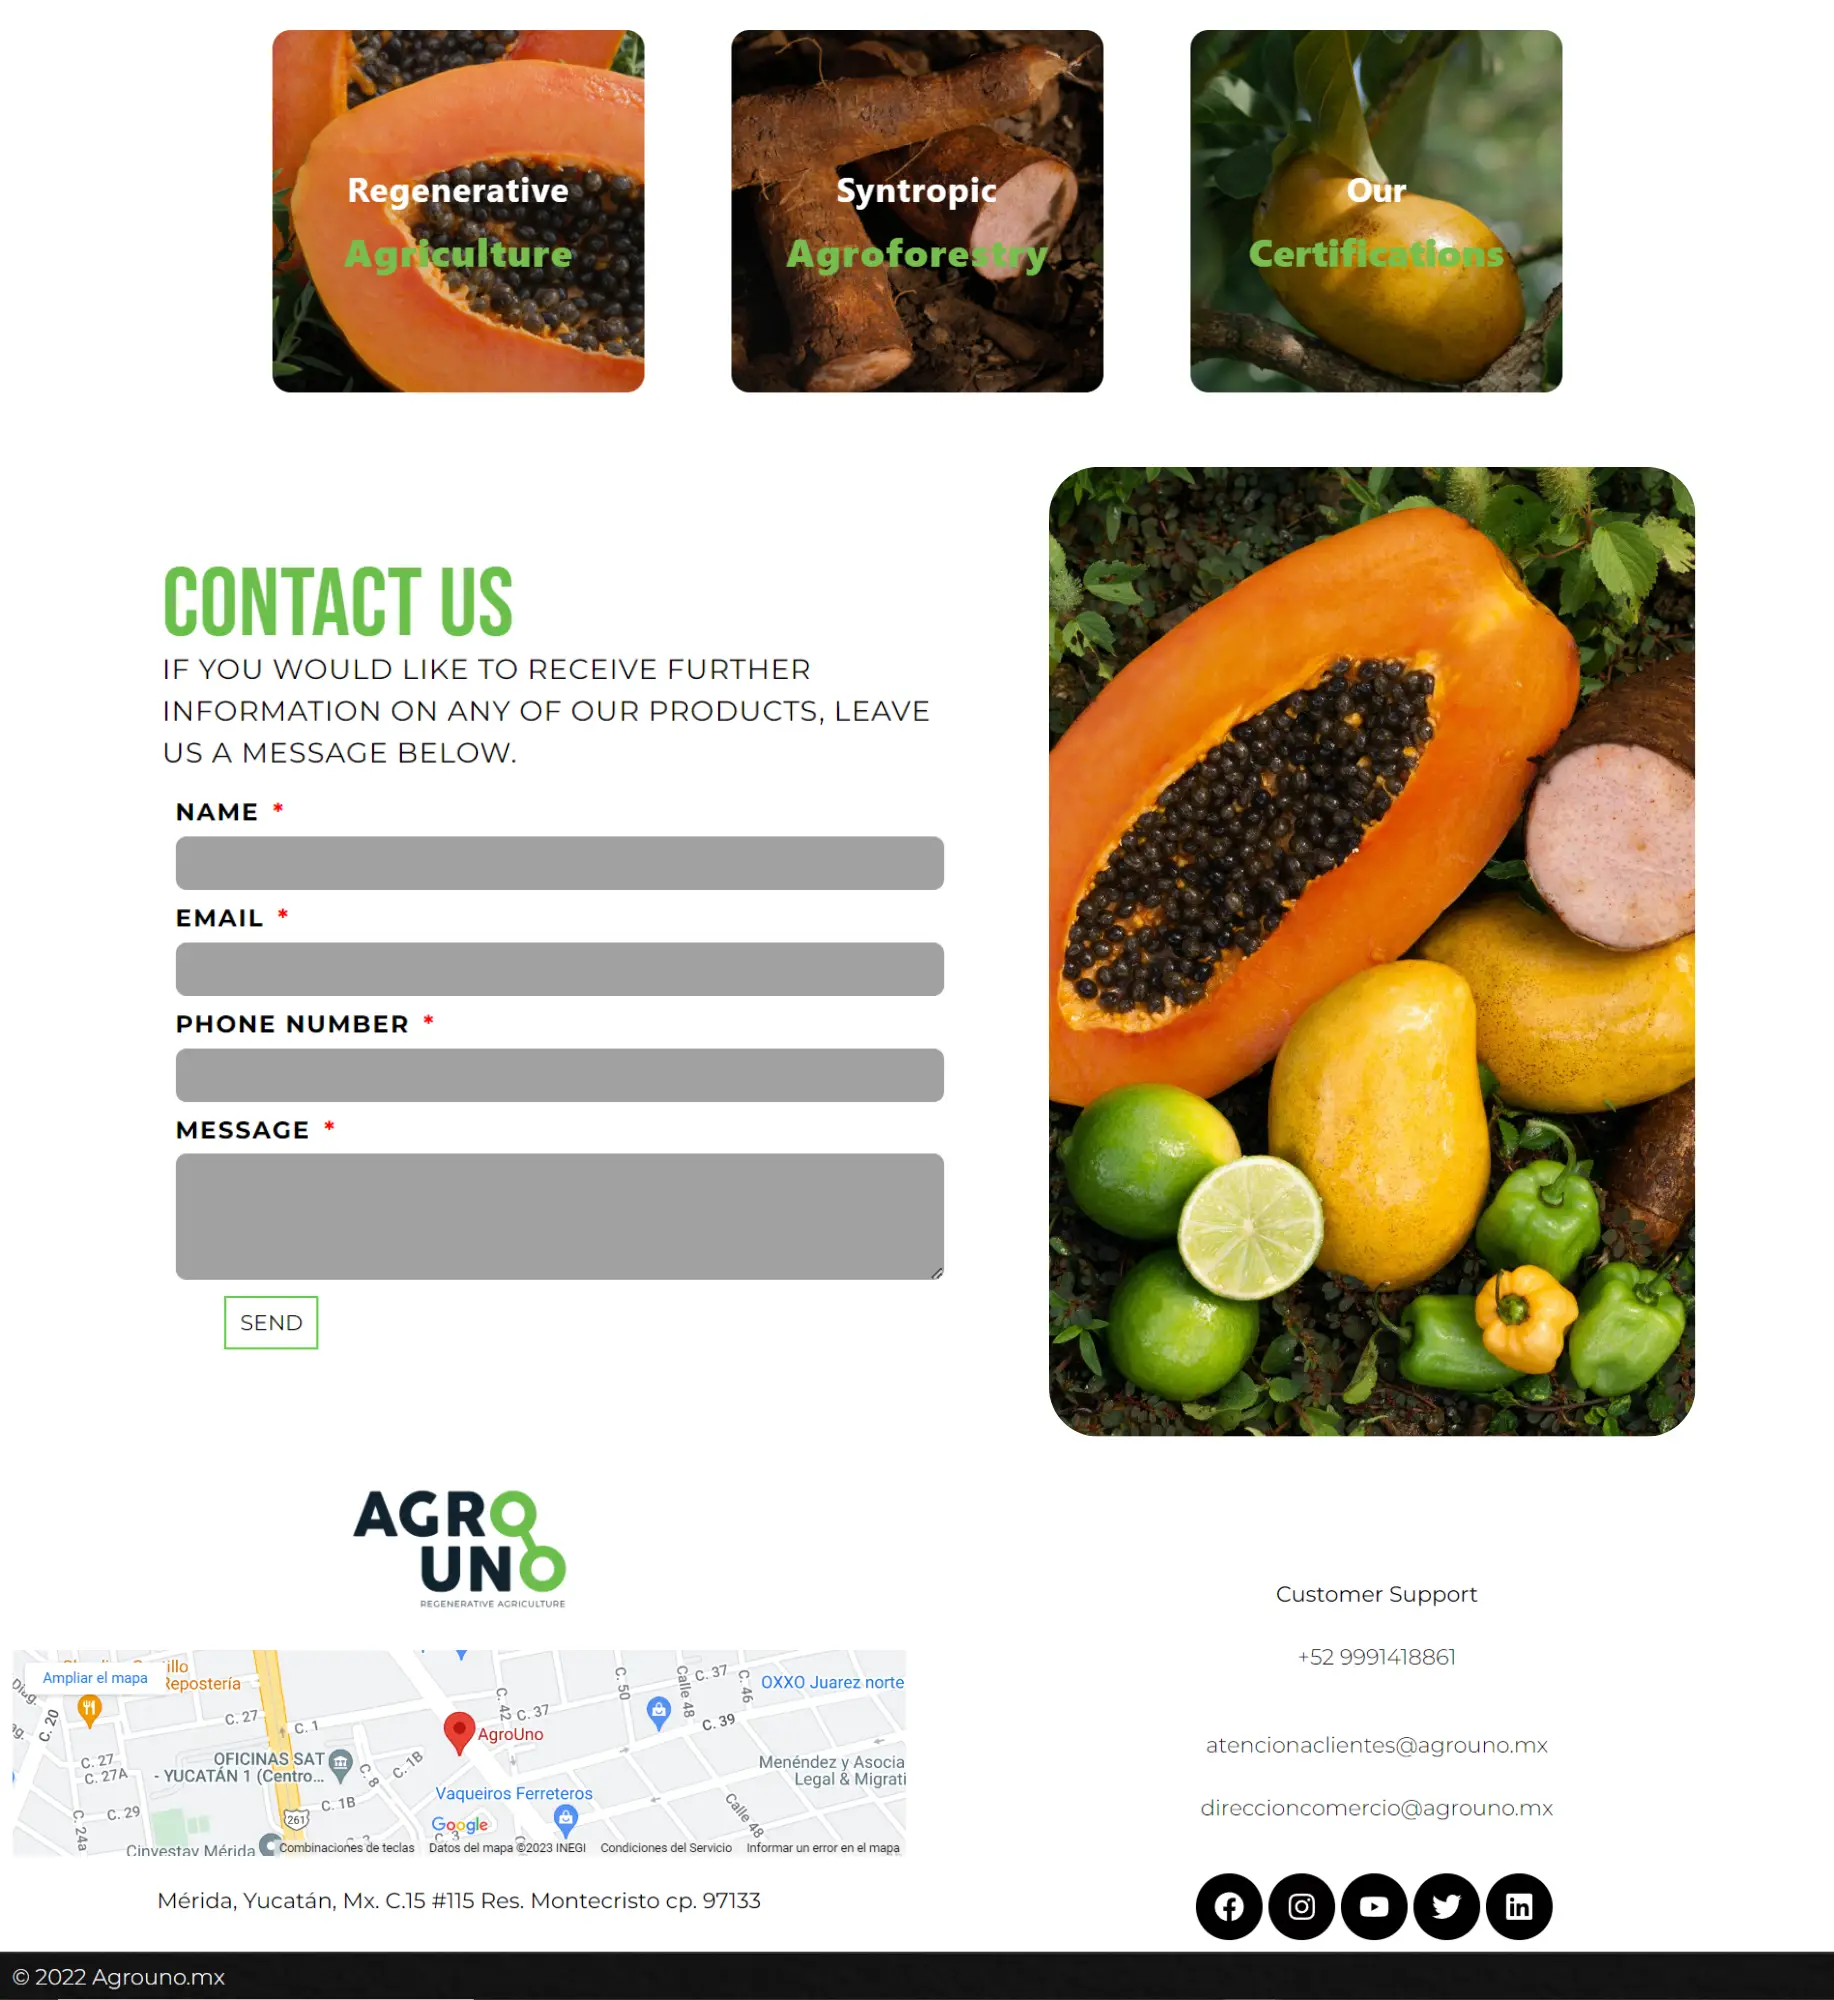 Regenerative
Agriculture
Syntropic
Agroforestry
Our
Certifications
CONTACT US
IF YOU WOULD LIKE TO RECEIVE FURTHER
INFORMATION ON ANY OF OUR PRODUCTS, LEAVE
US A MESSAGE BELOW.
NAME *
EMAIL *
PHONE NUMBER *
MESSAGE *
SEND
AGRO
UNO
REGENERATIVE AGRICULTURE
Ampliar el mapa
illo
Repostería
Diag.
C. 20
C. 27
C. 1
C. 42
C. 37
C. 50
Calle 48
C. 37
C. 46
OXXO Juarez norte
C. 39
AgroUno
C. 27
C. 27A
OFICINAS SAT
- YUCATÁN 1 (Centro...
C. 8
C. 1B
Menéndez y Asocia
Legal & Migrati
Vaqueiros Ferreteros
C. 29
C. 24a
C. 1B
261
Calle 48
Google
Cinvestav Mérida
Combinaciones de teclas
Datos del mapa ©2023 INEGI
Condiciones del Servicio
Informar un error en el mapa
Mérida, Yucatán, Mx. C.15 #115 Res. Montecristo cp. 97133
Customer Support
+52 9991418861
atencionaclientes@agrouno.mx
direccioncomercio@agrouno.mx
© 2022 Agrouno.mx